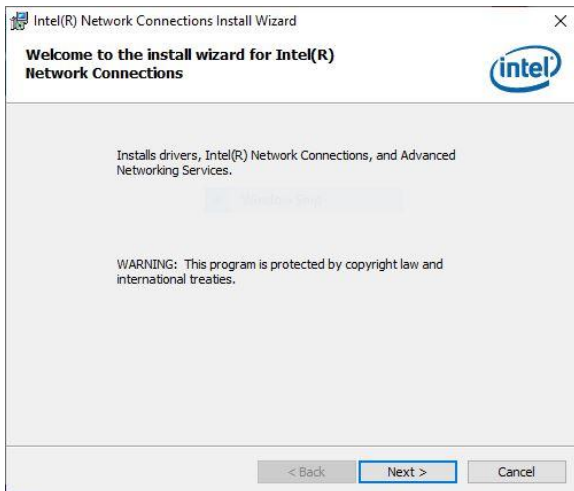 Intel(R) Network Connections Install Wizard
Welcome to the install wizard for Intel(R)
Network Connections
intel
Installs drivers, Intel(R) Network Connections, and Advanced
Networking Services.
Window Snip
WARNING: This program is protected by copyright law and
international treaties.
< Back
Next >
Cancel